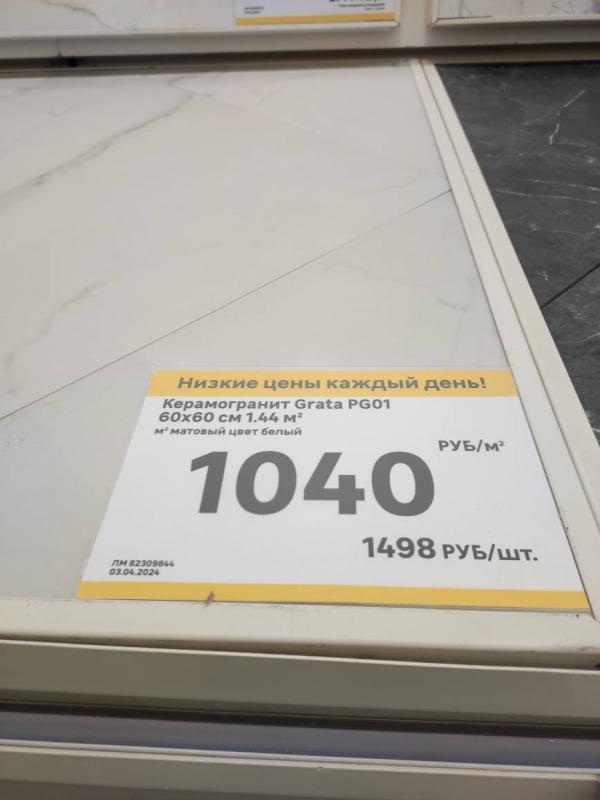 Низкие цены каждый день!
Керамогранит Grata PG01
60х60 см 1.44 м²
м² матовый цвет белый
РУБ/м²
1040
1498 РУБ/шт.
ЛМ 82309844
03.04.2024